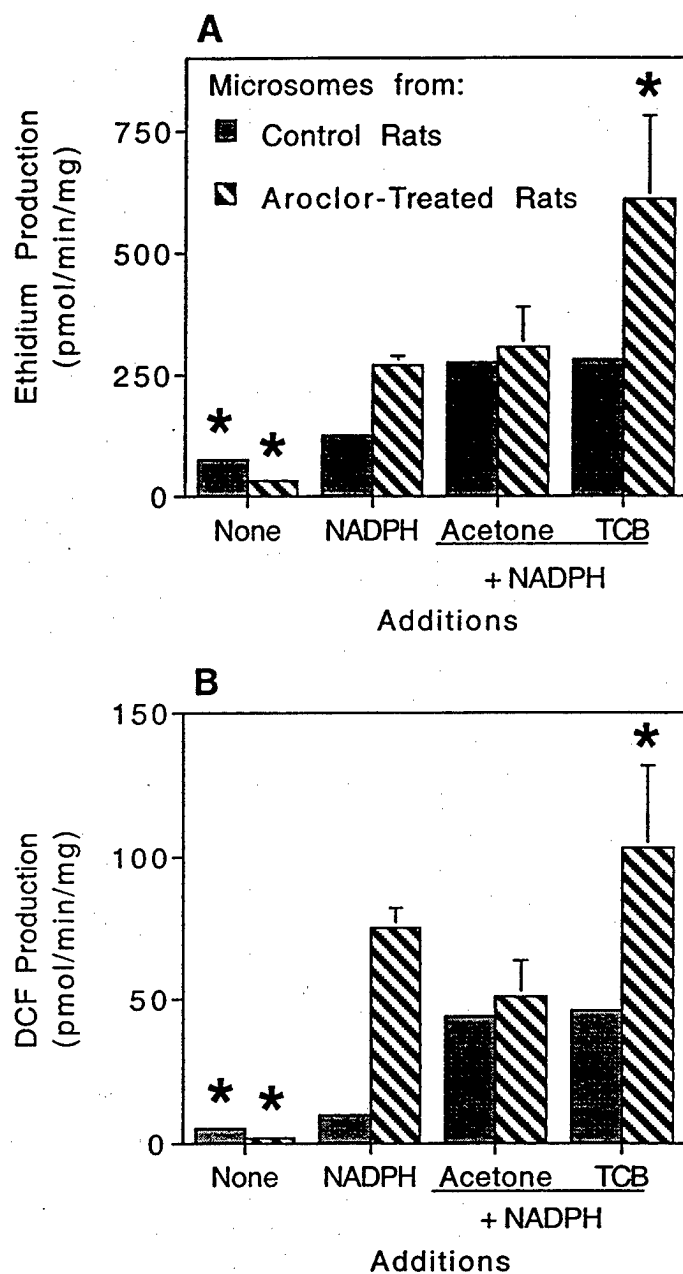 A
Microsomes from:
Control Rats
Aroclor-Treated Rats
*
750
500
250
0
Ethidium Production
(pmol/min/mg)
*
*
None NADPH Acetone TCB
+ NADPH
Additions
B
150
100
50
0
DCF Production
(pmol/min/mg)
*
*
*
None NADPH Acetone TCB
+ NADPH
Additions